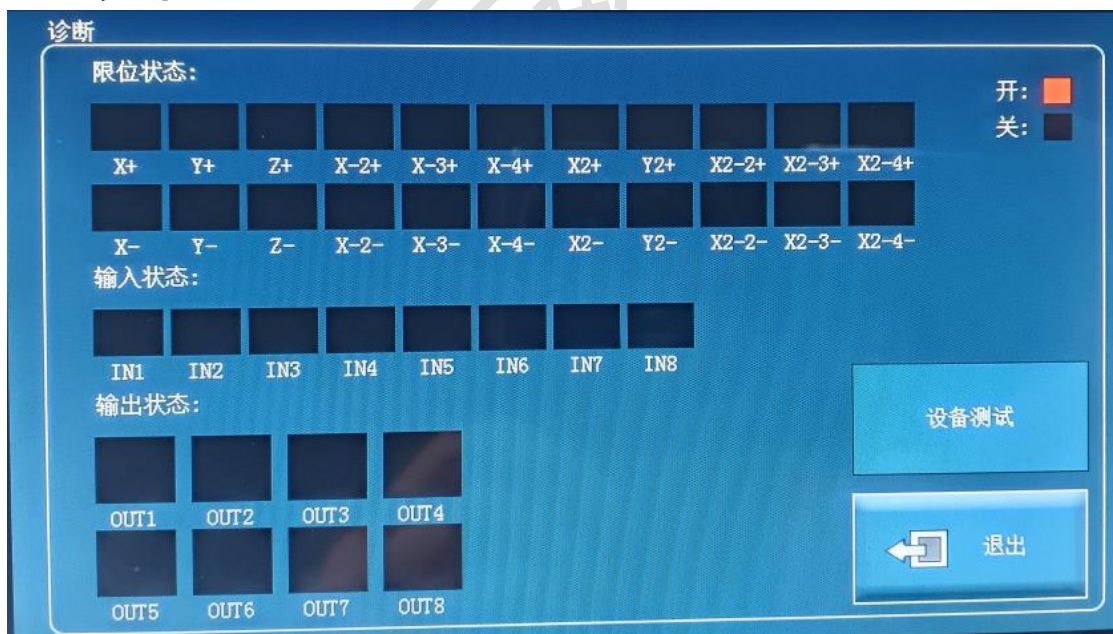 诊断
限位状态:
开:
关:
X+ Y+ Z+ X-2+ X-3+ X-4+ X2+ Y2+ X2-2+ X2-3+ X2-4+
X- Y- Z- X-2- X-3- X-4- X2- Y2- X2-2- X2-3- X2-4-
输入状态:
IN1 IN2 IN3 IN4 IN5 IN6 IN7 IN8
输出状态:
设备测试
OUT1 OUT2 OUT3 OUT4
退出
OUT5 OUT6 OUT7 OUT8